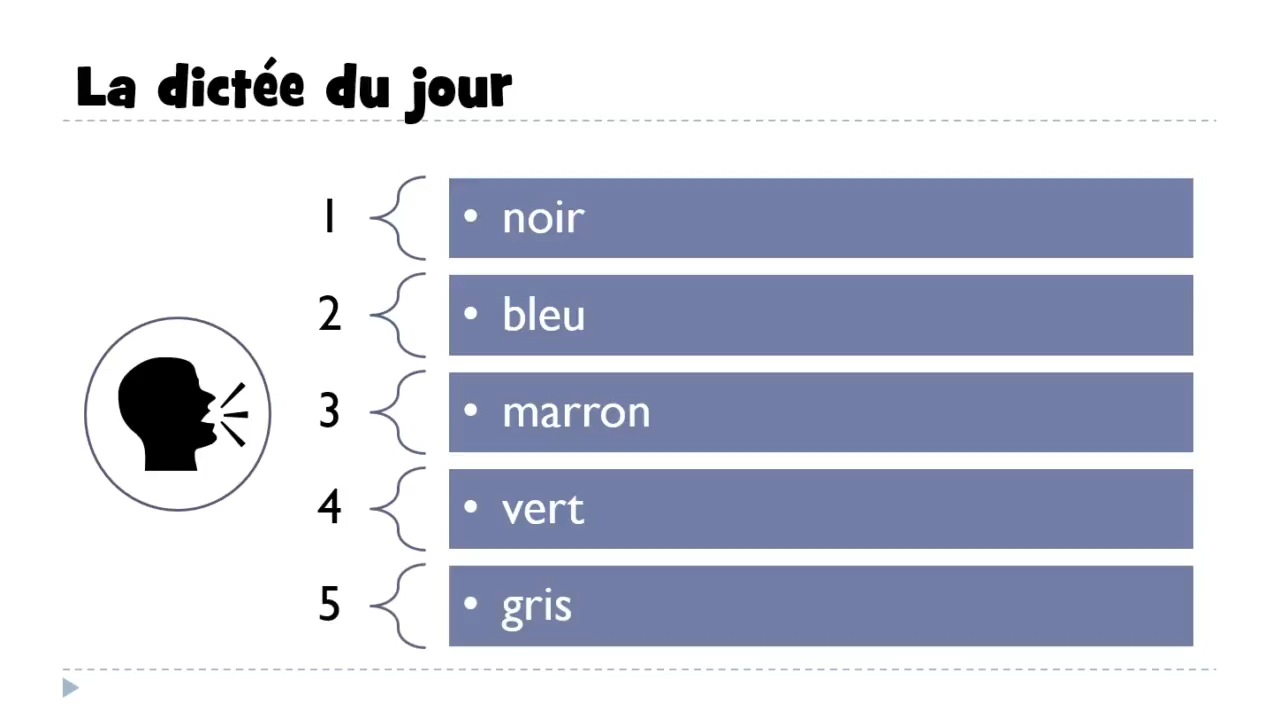 La dictée du jour
1 • noir
2 • bleu
3 • marron
4 • vert
5 • gris